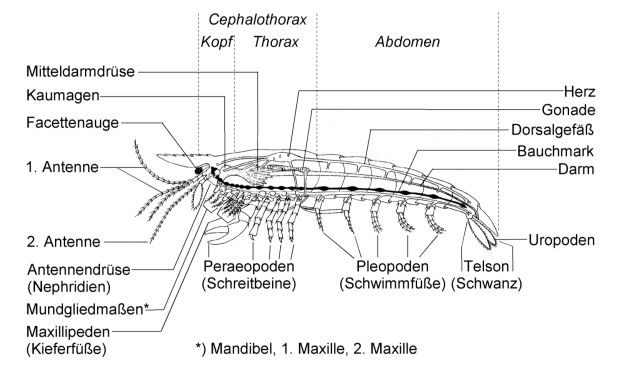 Cephalothorax
Kopf Thorax Abdomen
Mitteldarmdrüse
Kaumagen
Facettenauge
1. Antenne
2. Antenne
Antennendrüse
(Nephridien)
Mundgliedmaßen*)
Maxillipeden
(Kieferfüße)
Herz
Gonade
Dorsalgefäß
Bauchmark
Darm
Uropoden
Peraeopoden
(Schreitbeine)
Pleopoden
(Schwimmfüße)
Telson
(Schwanz)
*) Mandibel, 1. Maxille, 2. Maxille